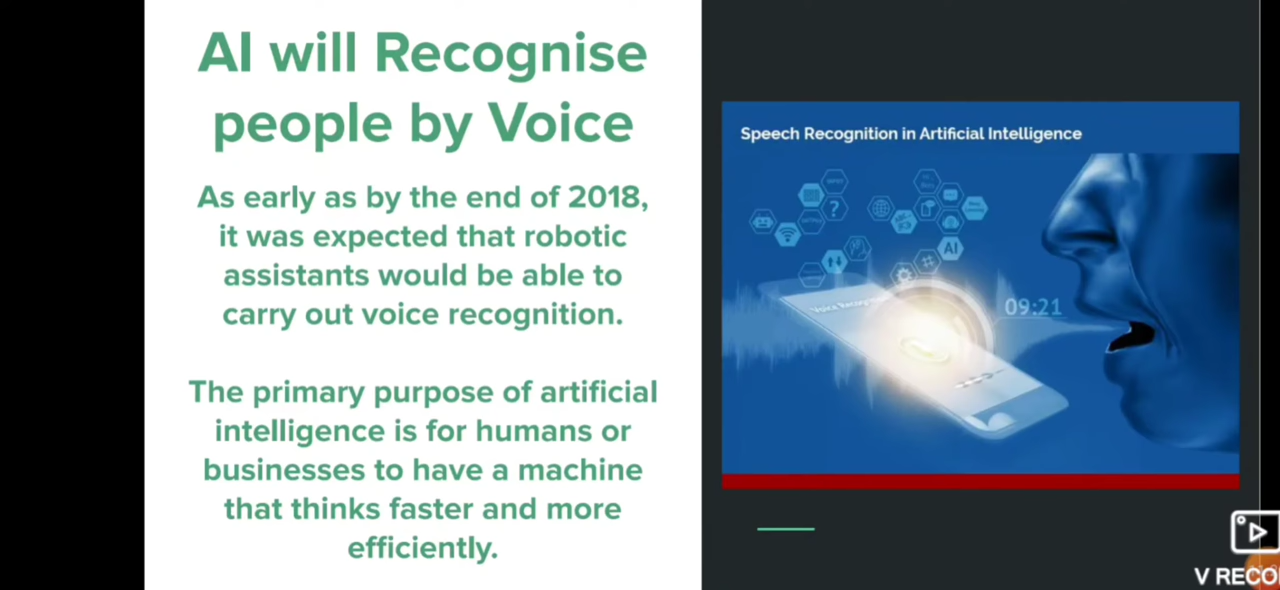 AI will Recognise
people by Voice
As early as by the end of 2018,
it was expected that robotic
assistants would be able to
carry out voice recognition.
The primary purpose of artificial
intelligence is for humans or
businesses to have a machine
that thinks faster and more
efficiently.
Speech Recognition in Artificial Intelligence
?
AI
#
Voice
09:21
V RECO